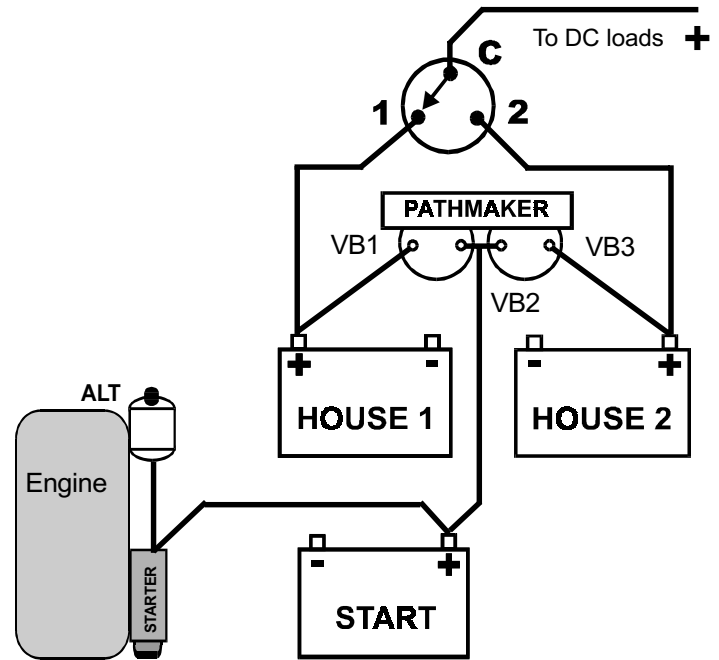 To DC loads +
C
1 2
PATHMAKER
VB1 VB3
VB2
+ - - +
HOUSE 1 HOUSE 2
ALT
Engine
STARTER
- +
START